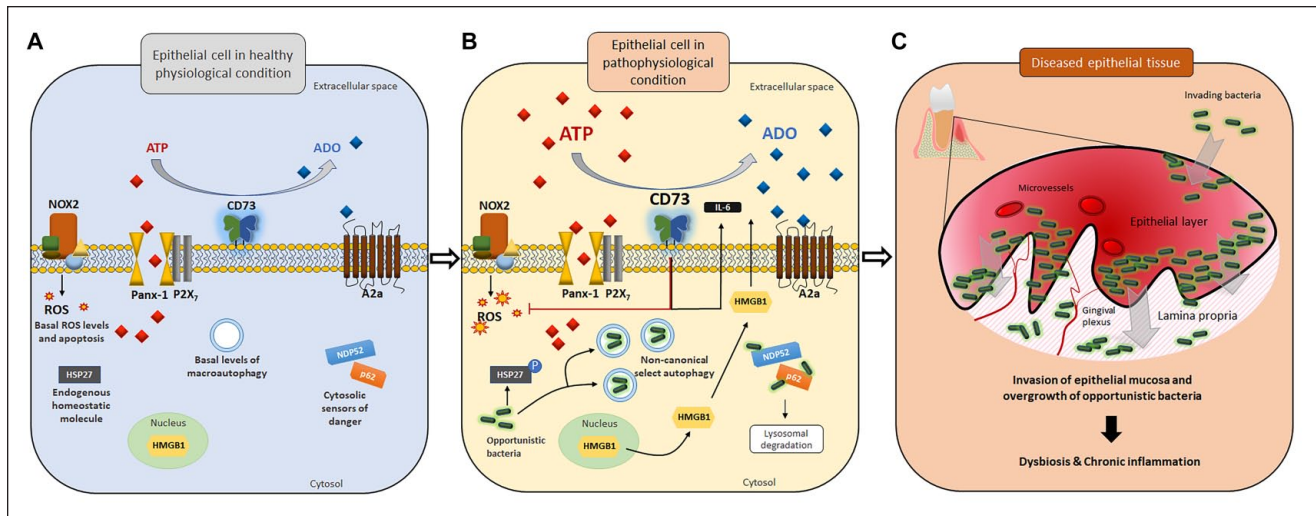 A
Epithelial cell in healthy
physiological condition
Extracellular space
ATP
ADO
NOX2
CD73
ROS
Panx-1
P2X7
A2a
Basal ROS levels
and apoptosis
Basal levels of
macroautophagy
HSP27
Endogenous
homeostatic
molecule
NDP52
p62
Cytosolic
sensors of
danger
Nucleus
HMGB1
Cytosol
B
Epithelial cell in
pathophysiological
condition
Extracellular space
ATP
ADO
NOX2
CD73
IL-6
ROS
Panx-1
P2X7
HMGB1
A2a
HSP27
P
Non-canonical
select autophagy
NDP52
p62
Opportunistic
bacteria
Nucleus
HMGB1
HMGB1
Lysosomal
degradation
Cytosol
C
Diseased epithelial tissue
Invading bacteria
Microvessels
Epithelial layer
Gingival
plexus
Lamina propria
Invasion of epithelial mucosa and
overgrowth of opportunistic bacteria
Dysbiosis & Chronic inflammation